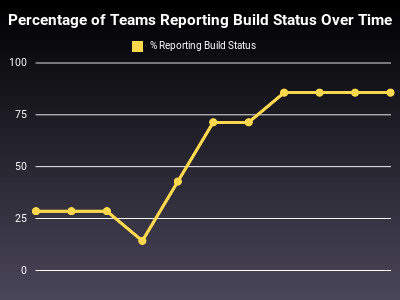 Percentage of Teams Reporting Build Status Over Time
% Reporting Build Status
100
75
50
25
0